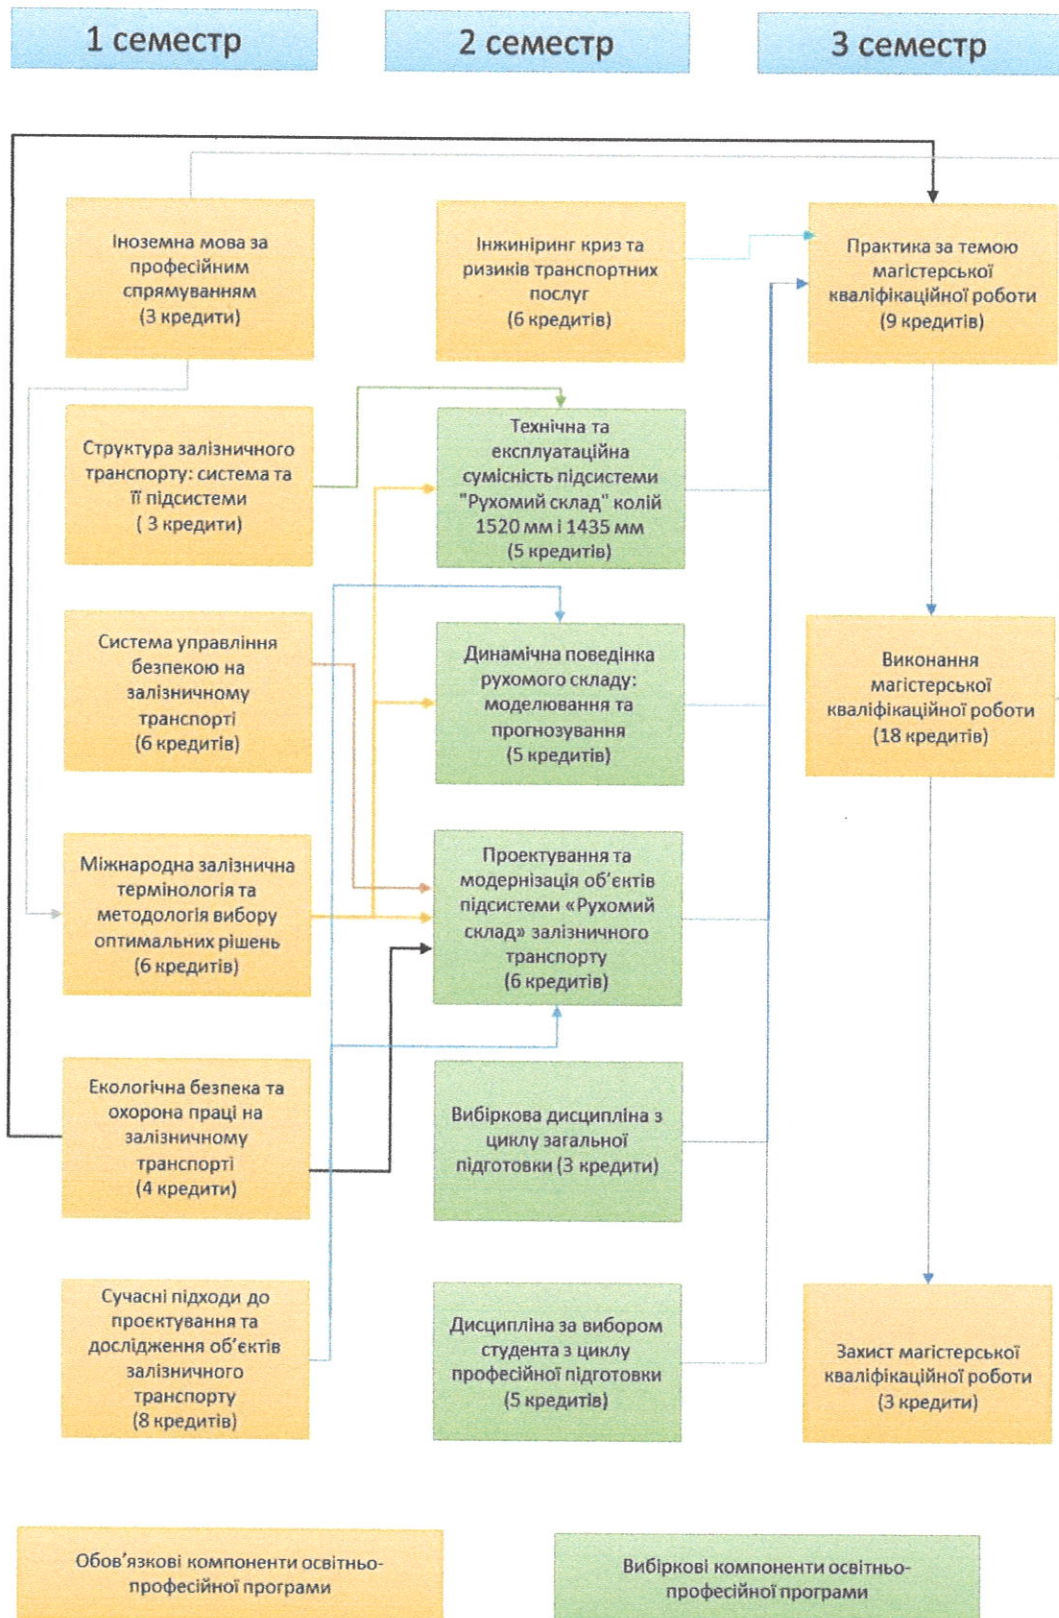 1 семестр
2 семестр
3 семестр
Іноземна мова за
професійним
спрямуванням
(3 кредити)
Інжиніринг криз та
ризиків транспортних
послуг
(6 кредитів)
Практика за темою
магістерської
кваліфікаційної роботи
(9 кредитів)
Структура залізничного
транспорту: система та
її підсистеми
( 3 кредити)
Технічна та
експлуатаційна
сумісність підсистеми
"Рухомий склад" колій
1520 мм і 1435 мм
(5 кредитів)
Система управління
безпекою на
залізничному
транспорті
(6 кредитів)
Динамічна поведінка
рухомого складу:
моделювання та
прогнозування
(5 кредитів)
Виконання
магістерської
кваліфікаційної роботи
(18 кредитів)
Міжнародна залізнична
термінологія та
методологія вибору
оптимальних рішень
(6 кредитів)
Проектування та
модернізація об’єктів
підсистеми «Рухомий
склад» залізничного
транспорту
(6 кредитів)
Екологічна безпека та
охорона праці на
залізничному
транспорті
(4 кредити)
Вибіркова дисципліна з
циклу загальної
підготовки (3 кредити)
Сучасні підходи до
проєктування та
дослідження об’єктів
залізничного
транспорту
(8 кредитів)
Дисципліна за вибором
студента з циклу
професійної підготовки
(5 кредитів)
Захист магістерської
кваліфікаційної роботи
(3 кредити)
Обов’язкові компоненти освітньо-
професійної програми
Вибіркові компоненти освітньо-
професійної програми